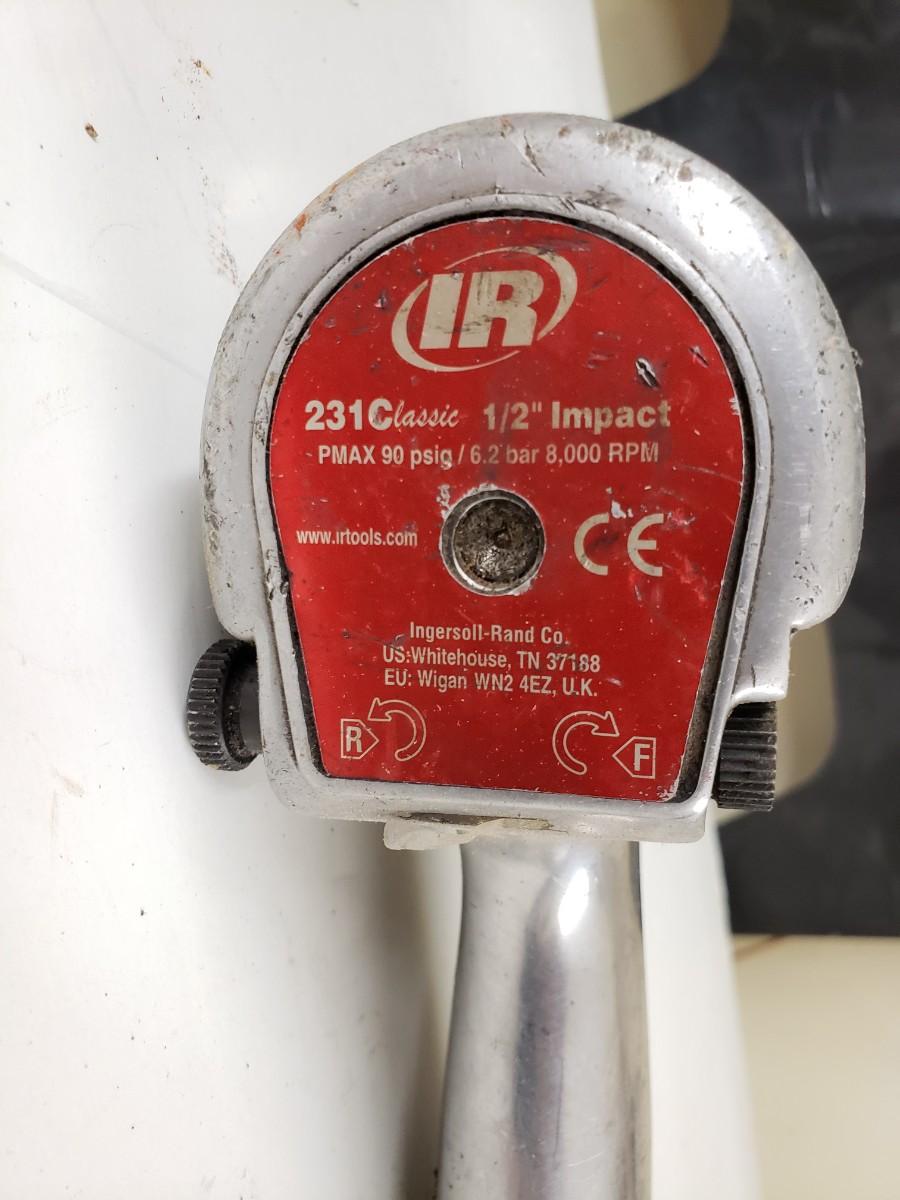 IR
231Classic 1/2" Impact
PMAX 90 psig / 6.2 bar 8,000 RPM
www.irtools.com
CE
Ingersoll-Rand Co.
US:Whitehouse, TN 37188
EU: Wigan WN2 4EZ, U.K.
R F